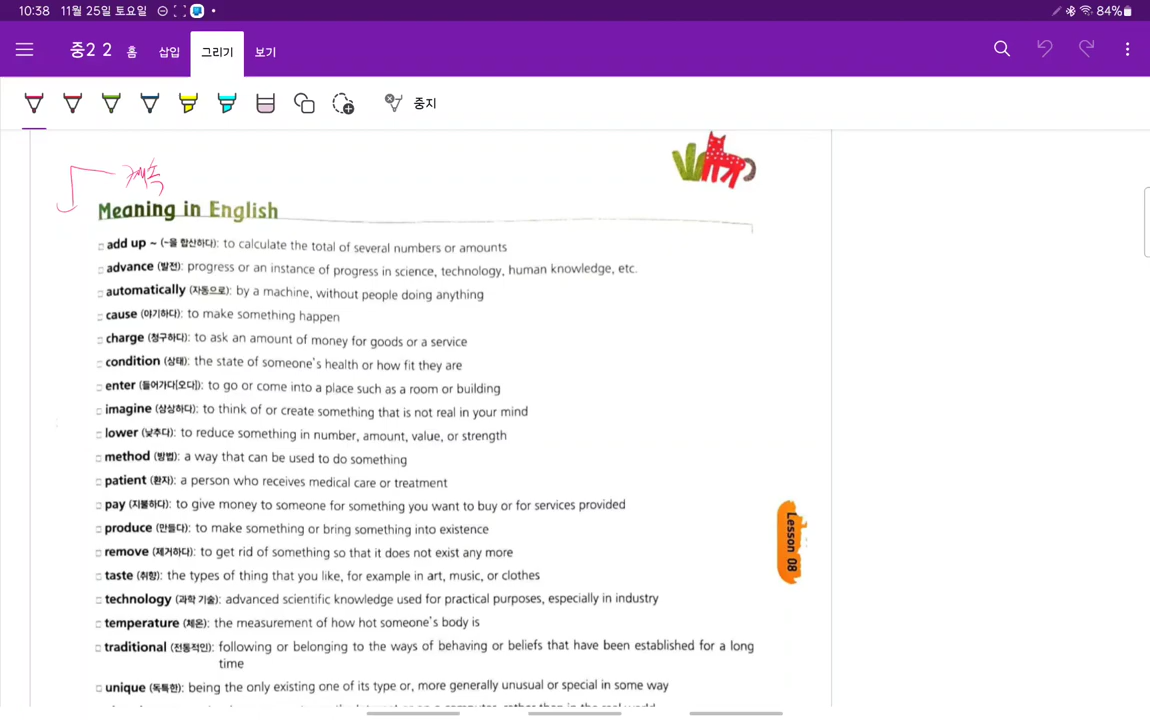 10:38 11월 25일 토요일 84%
중2 2 홈 삽입 그리기 보기
중지
계속
Meaning in English
add up ~ (~을 합산하다): to calculate the total of several numbers or amounts
advance (발전): progress or an instance of progress in science, technology, human knowledge, etc.
automatically (자동으로): by a machine, without people doing anything
cause (야기하다): to make something happen
charge (청구하다): to ask an amount of money for goods or a service
condition (상태): the state of someone's health or how fit they are
enter (들어가다[오다]): to go or come into a place such as a room or building
imagine (상상하다): to think of or create something that is not real in your mind
lower (낮추다): to reduce something in number, amount, value, or strength
method (방법): a way that can be used to do something
patient (환자): a person who receives medical care or treatment
pay (지불하다): to give money to someone for something you want to buy or for services provided
produce (만들다): to make something or bring something into existence
remove (제거하다): to get rid of something so that it does not exist any more
taste (취향): the types of thing that you like, for example in art, music, or clothes
technology (과학 기술): advanced scientific knowledge used for practical purposes, especially in industry
temperature (체온): the measurement of how hot someone's body is
traditional (전통적인): following or belonging to the ways of behaving or beliefs that have been established for a long
time
unique (독특한): being the only existing one of its type or, more generally unusual or special in some way
Lesson 08